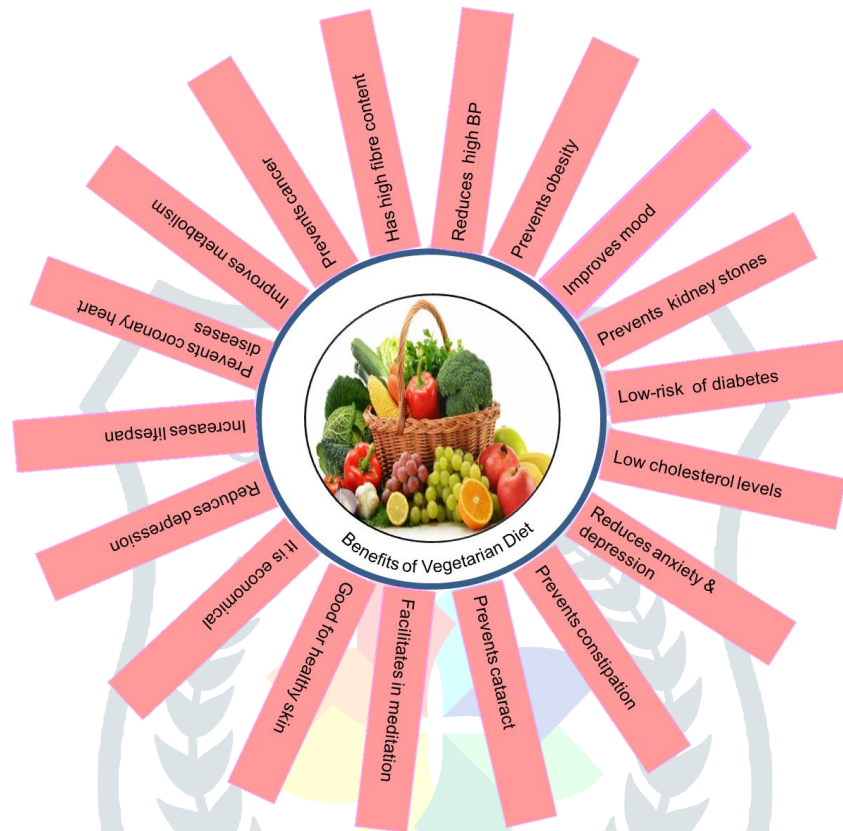 Has high fibre content
Reduces high BP
Prevents obesity
Improves mood
Prevents kidney stones
Low-risk of diabetes
Low cholesterol levels
Reduces anxiety &
depression
Prevents constipation
Prevents cataract
Facilitates in meditation
Good for healthy skin
It is economical
Reduces depression
Increases lifespan
Prevents coronary heart
diseases
Improves metabolism
Prevents cancer
Benefits of Vegetarian Diet